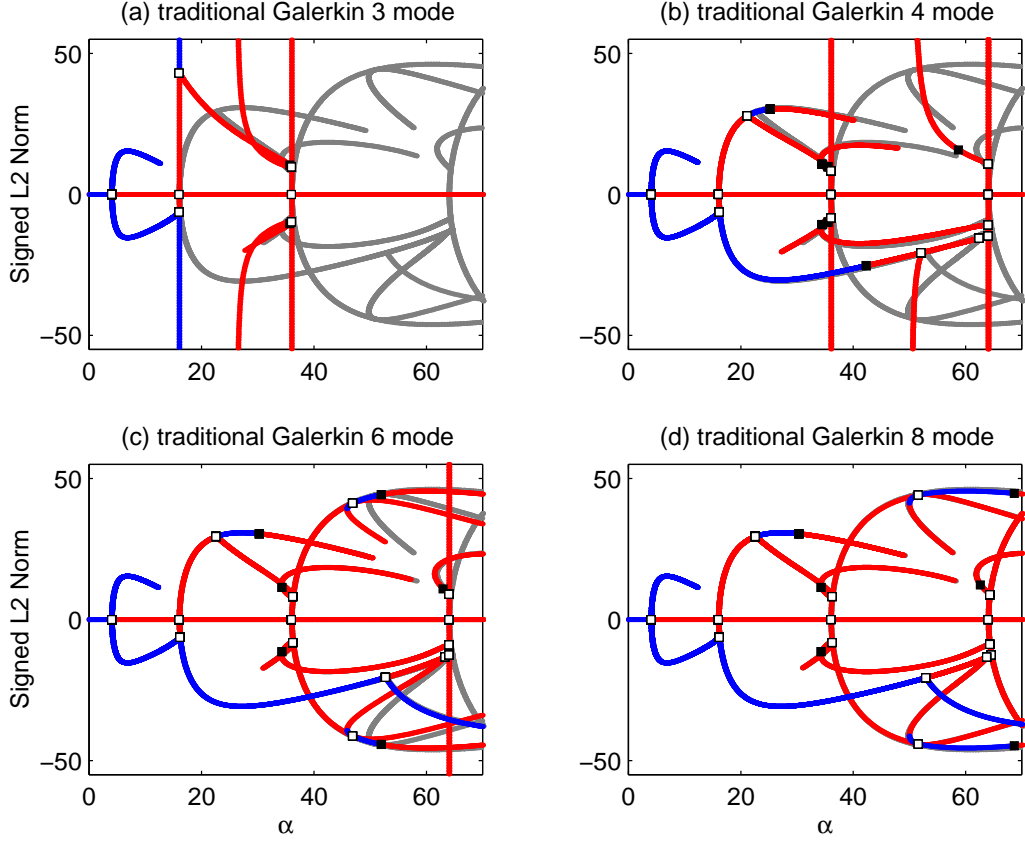 (a) traditional Galerkin 3 mode
(b) traditional Galerkin 4 mode
Signed L2 Norm
50
0
−50
0 20 40 60
50
0
−50
0 20 40 60
(c) traditional Galerkin 6 mode
(d) traditional Galerkin 8 mode
Signed L2 Norm
50
0
−50
0 20 40 60
α
50
0
−50
0 20 40 60
α